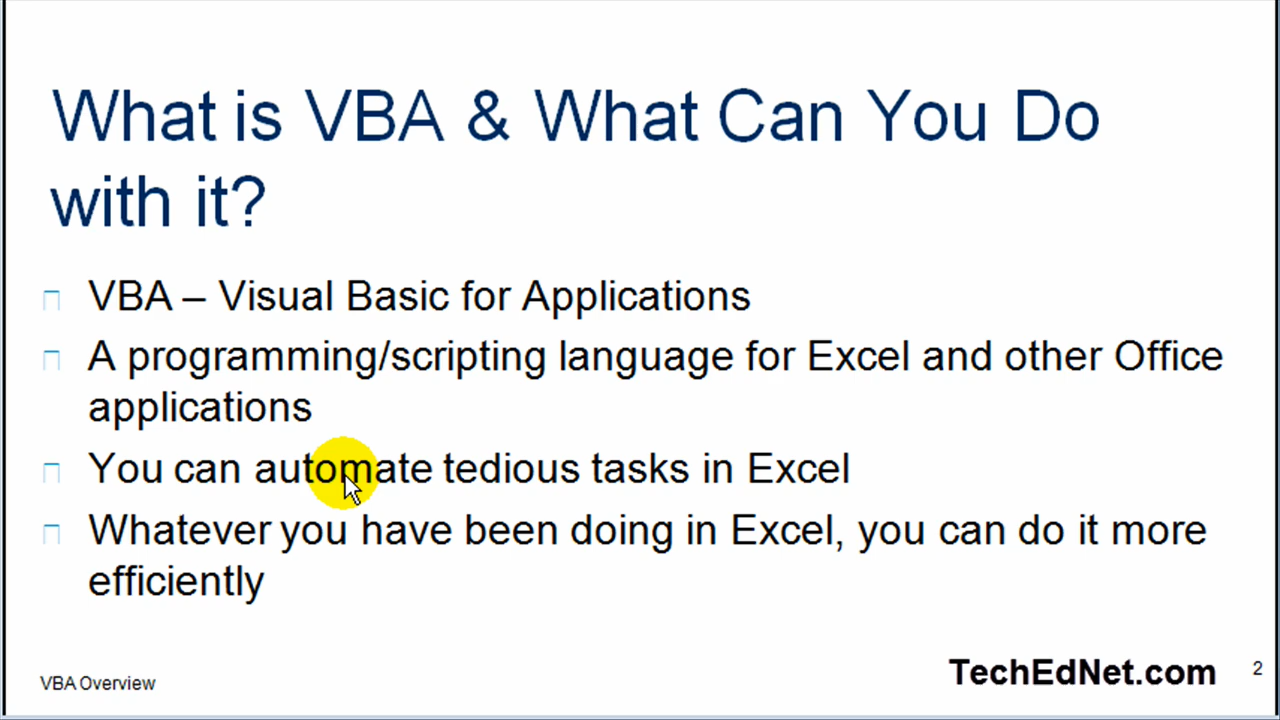 What is VBA & What Can You Do
with it?
VBA – Visual Basic for Applications
A programming/scripting language for Excel and other Office
applications
You can automate tedious tasks in Excel
Whatever you have been doing in Excel, you can do it more
efficiently
VBA Overview
TechEdNet.com
2